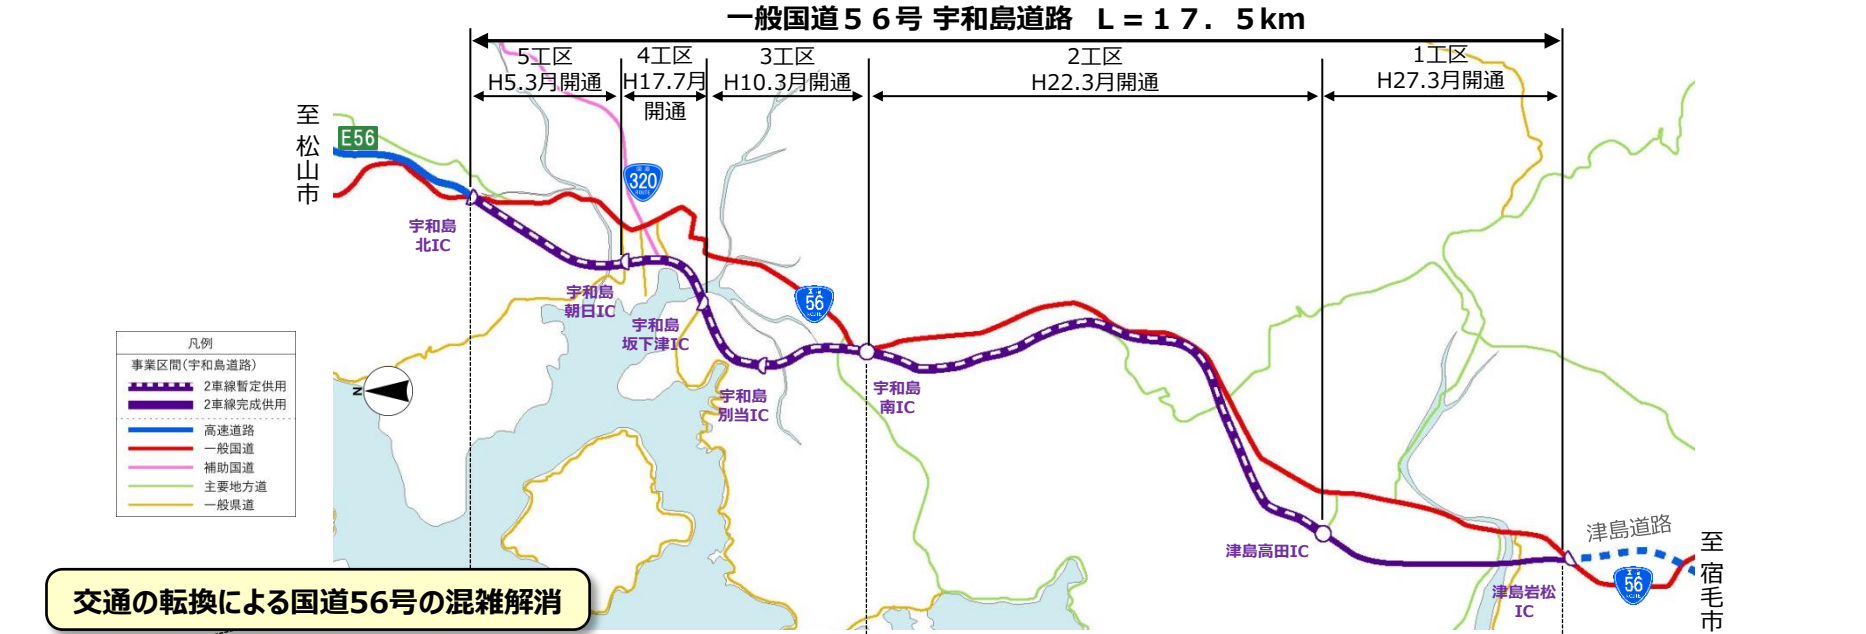 一般国道５６号 宇和島道路 Ｌ＝１７．５km
5工区
H5.3月開通
4工区
H17.7月
開通
3工区
H10.3月開通
2工区
H22.3月開通
1工区
H27.3月開通
至
松
山
市
E56
国道
320
ROUTE
宇和島
北IC
宇和島
朝日IC
宇和島
坂下津IC
56
宇和島
別当IC
宇和島
南IC
凡例
事業区間(宇和島道路)
2車線暫定供用
2車線完成供用
高速道路
一般国道
補助国道
主要地方道
一般県道
N
津島高田IC
津島岩松
IC
津島道路
56
至
宿
毛
市
交通の転換による国道56号の混雑解消